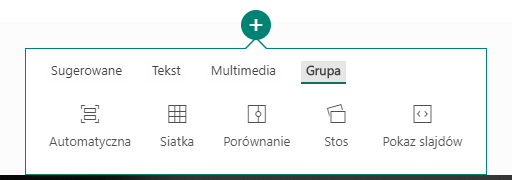 Sugerowane Tekst Multimedia Grupa
Automatyczna Siatka Porównanie Stos Pokaz slajdów